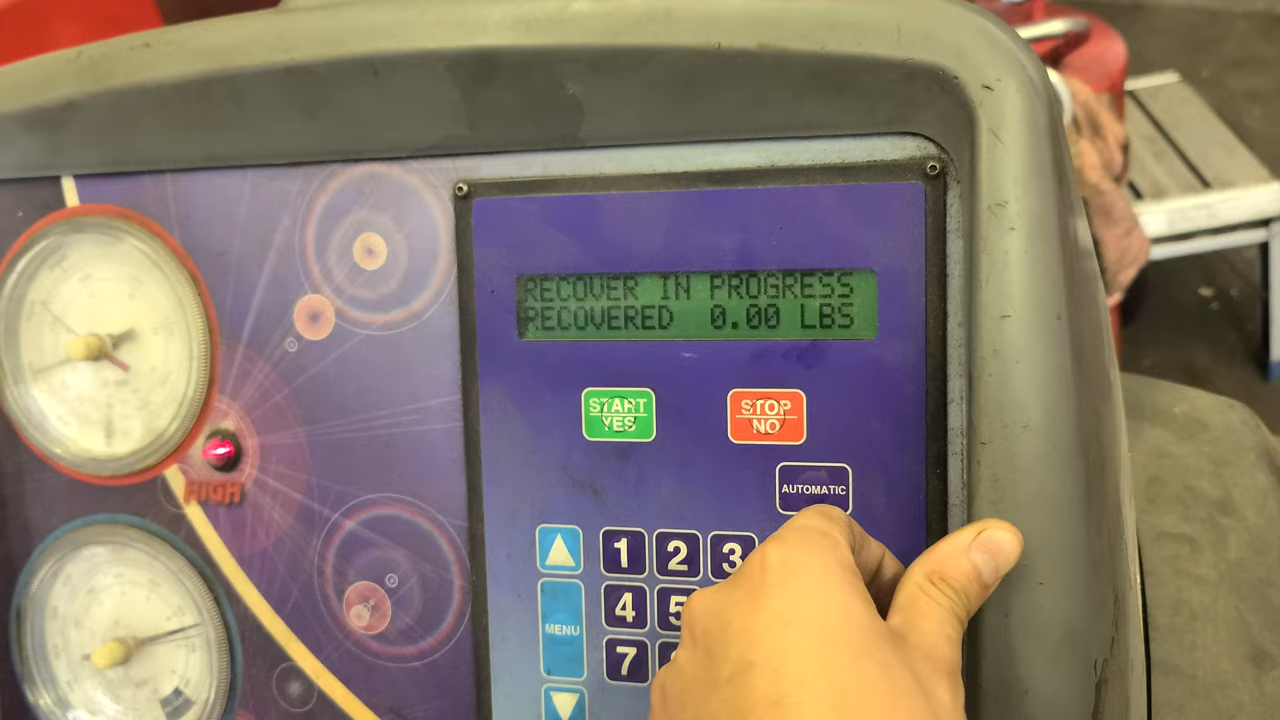 RECOVER IN PROGRESS
RECOVERED 0.00 LBS
START
YES
STOP
NO
AUTOMATIC
HIGH
1 2 3
MENU
4 5
7